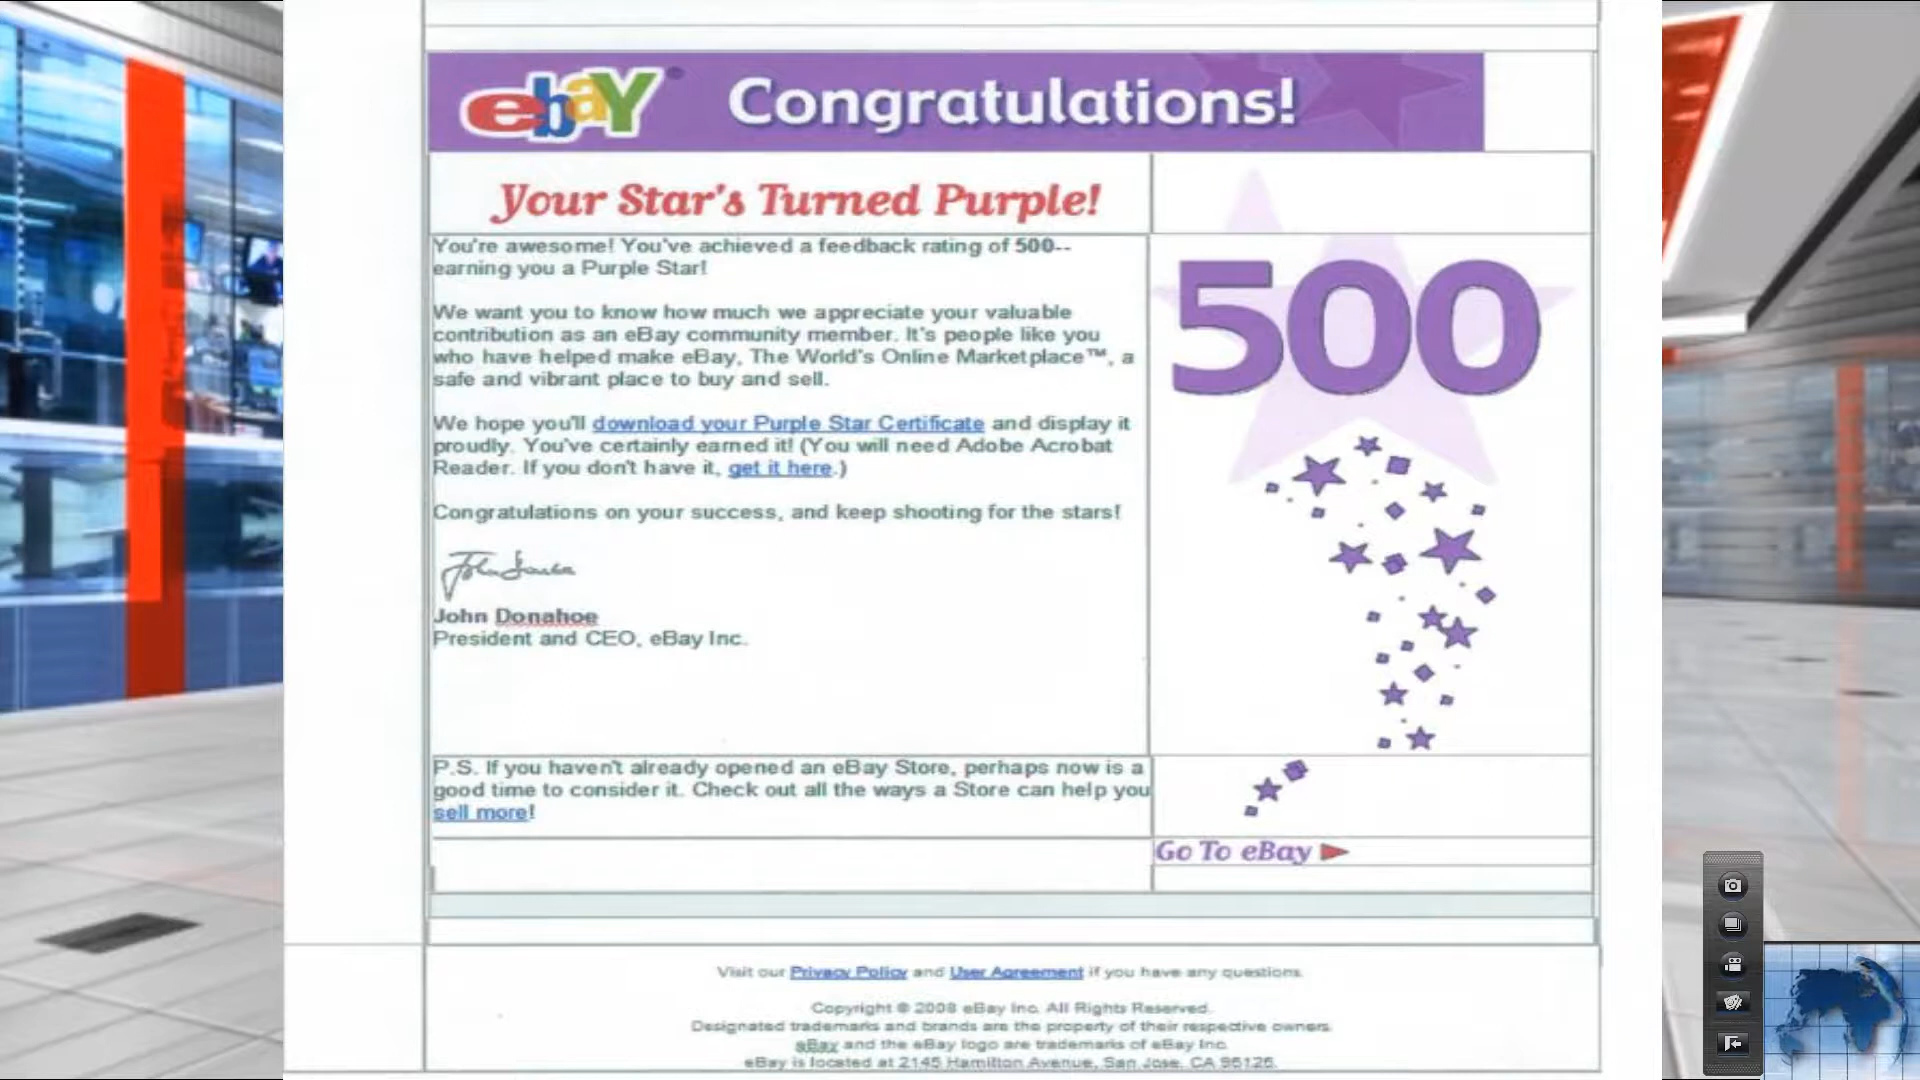 ebaY Congratulations!
Your Star's Turned Purple!
You're awesome! You've achieved a feedback rating of 500--
earning you a Purple Star!
500
We want you to know how much we appreciate your valuable
contribution as an eBay community member. It's people like you
who have helped make eBay, The World's Online Marketplace™, a
safe and vibrant place to buy and sell.
We hope you'll download your Purple Star Certificate and display it
proudly. You've certainly earned it! (You will need Adobe Acrobat
Reader. If you don't have it, get it here.)
Congratulations on your success, and keep shooting for the stars!
John Donahoe
President and CEO, eBay Inc.
P.S. If you haven't already opened an eBay Store, perhaps now is a
good time to consider it. Check out all the ways a Store can help you
sell more!
Go To eBay
Visit our Privacy Policy and User Agreement if you have any questions.
Copyright © 2008 eBay Inc. All Rights Reserved.
Designated trademarks and brands are the property of their respective owners.
eBay and the eBay logo are trademarks of eBay Inc.
eBay is located at 2145 Hamilton Avenue, San Jose, CA 95125.